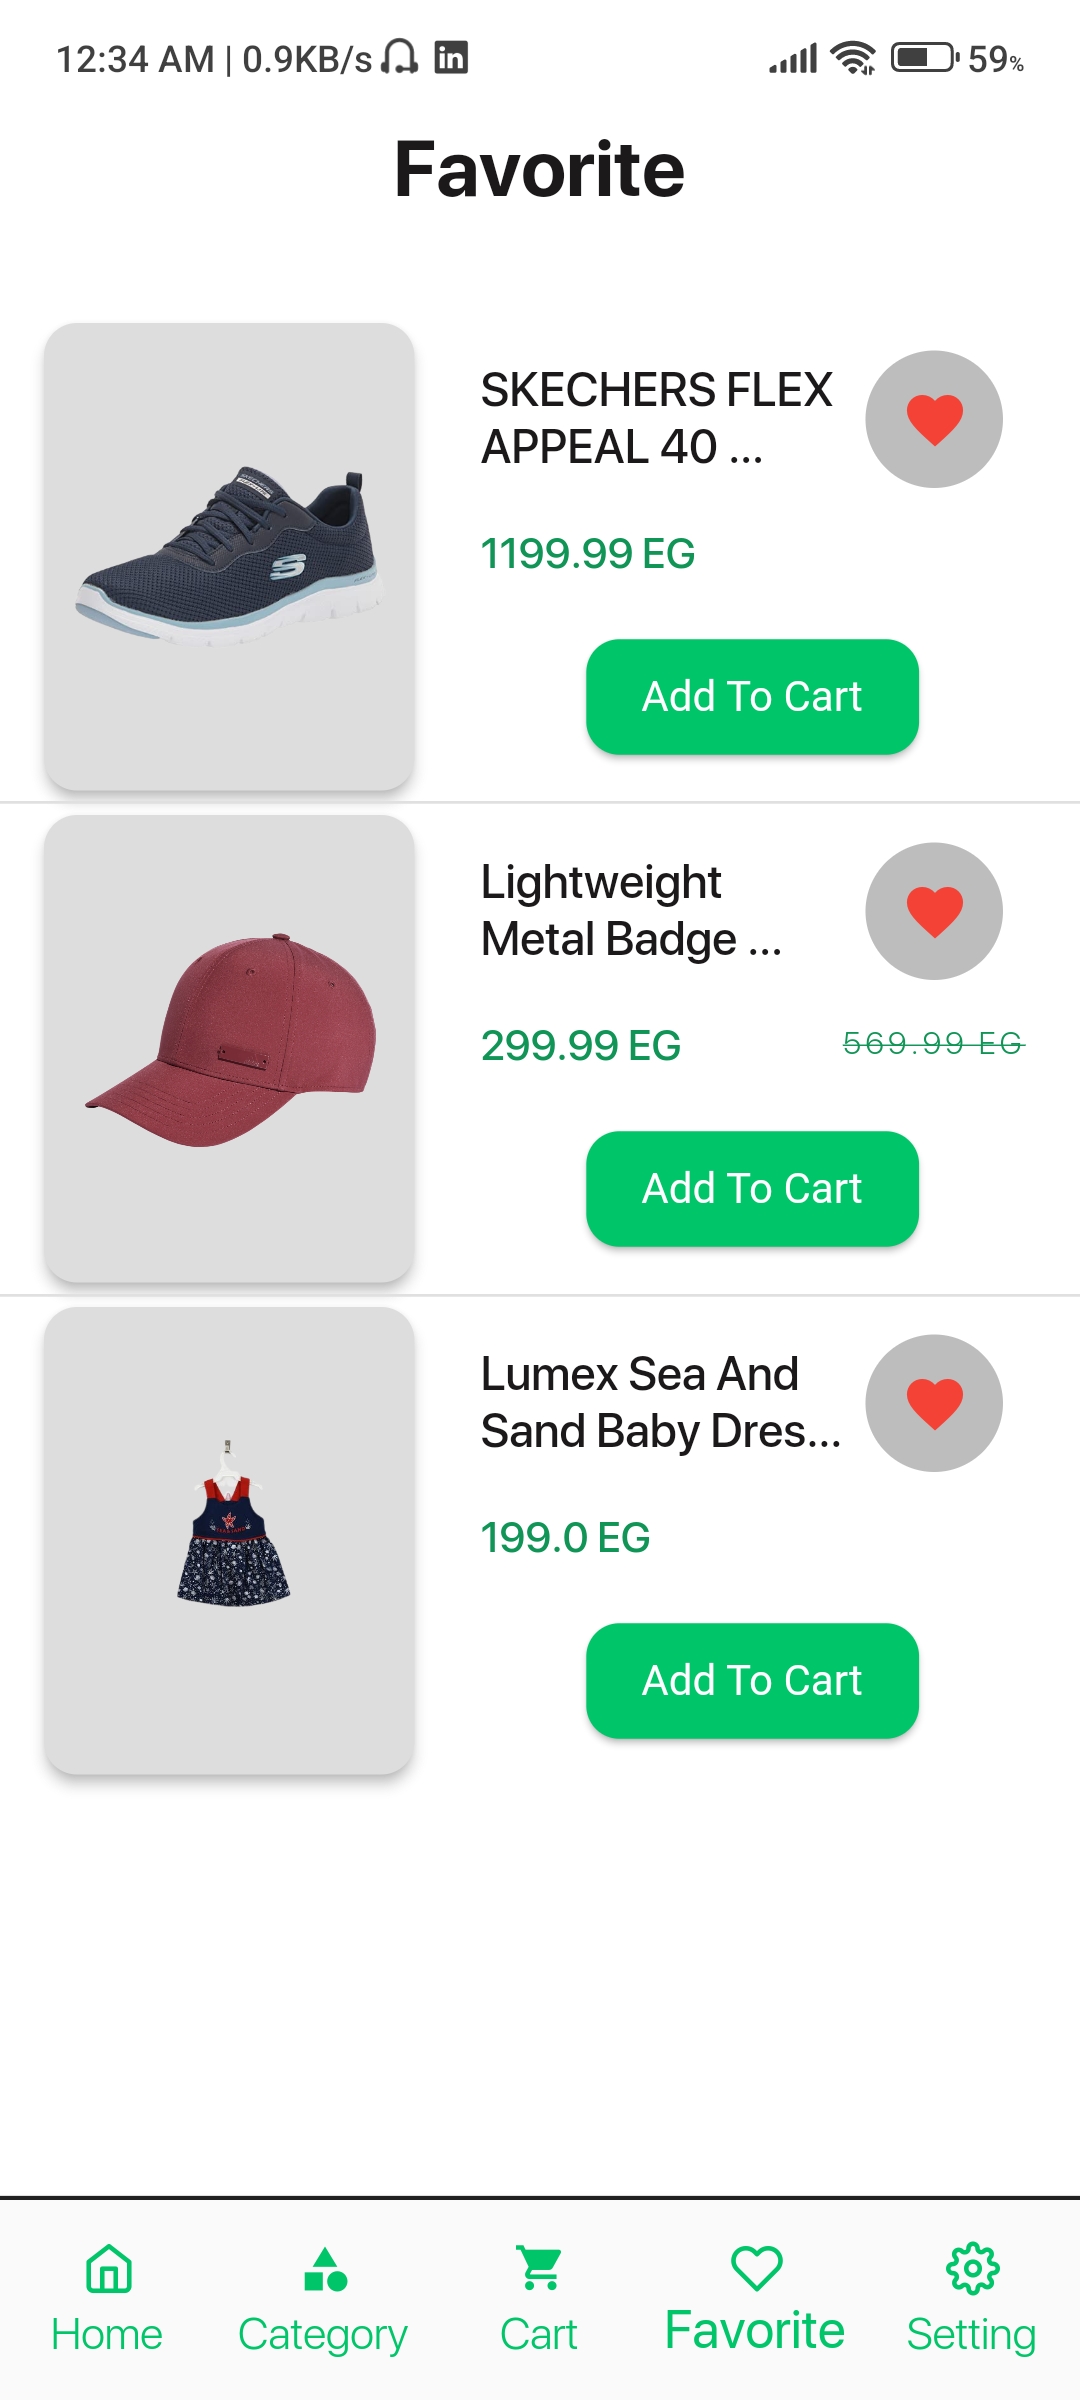 12:34 AM | 0.9KB/s
59%
Favorite
SKECHERS FLEX
APPEAL 40 ...
1199.99 EG
Add To Cart
Lightweight
Metal Badge ...
299.99 EG
569.99 EG
Add To Cart
Lumex Sea And
Sand Baby Dres...
199.0 EG
Add To Cart
Home
Category
Cart
Favorite
Setting